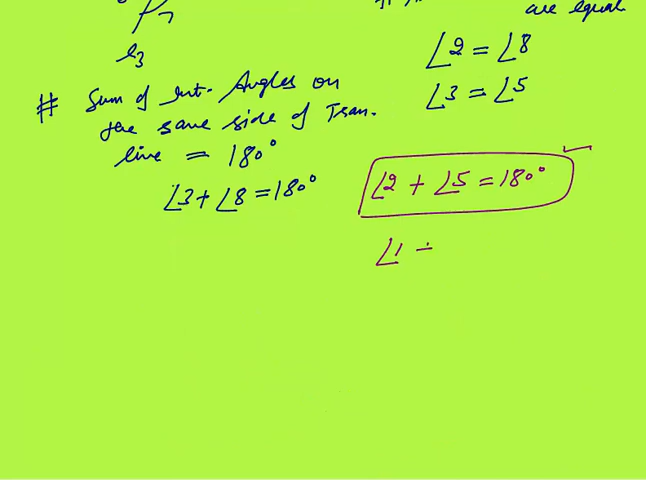 are equal
l3
∠2 = ∠8
∠3 = ∠5
# Sum of Int. Angles on
the same side of Tran.
line = 180°
∠3 + ∠8 = 180°
∠2 + ∠5 = 180°
∠1 =